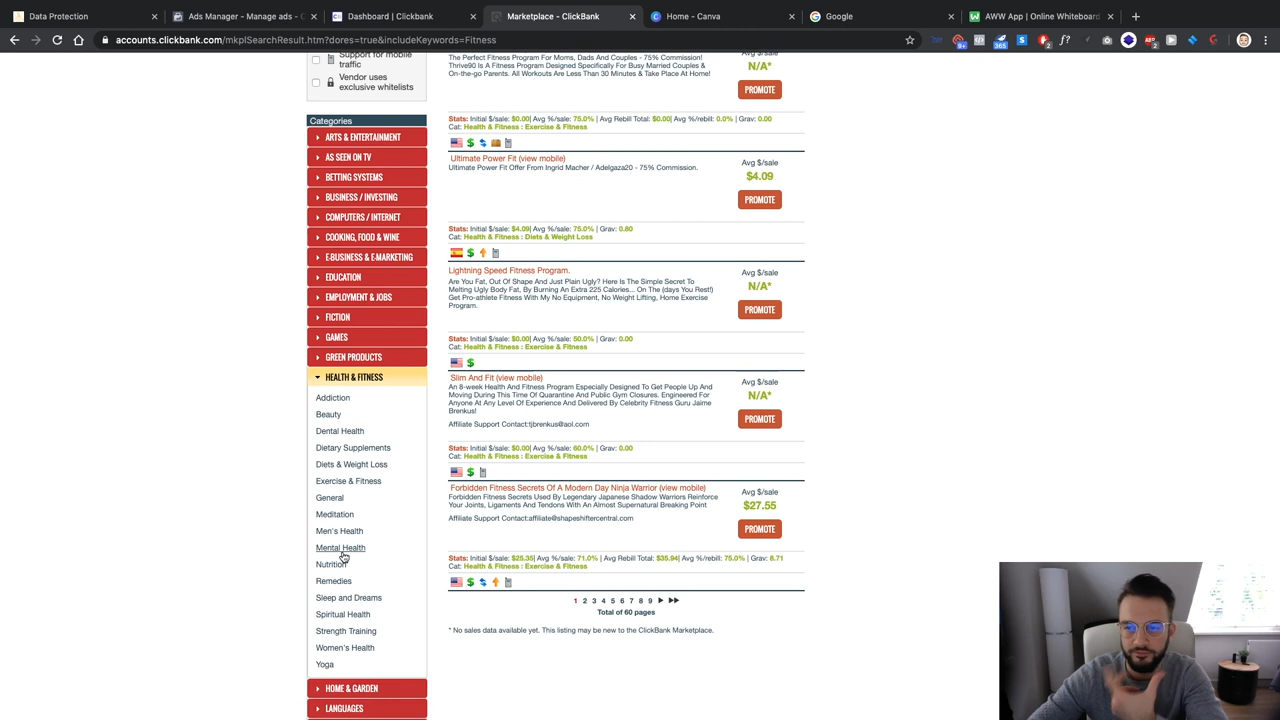 Data Protection
Ads Manager - Manage ads - C
Dashboard | Clickbank
Marketplace - ClickBank
Home - Canva
Google
AWW App | Online Whiteboard
accounts.clickbank.com/mkplSearchResult.htm?dores=true&includeKeywords=Fitness
Support for mobile
traffic
Vendor uses
exclusive whitelists
Categories
ARTS & ENTERTAINMENT
AS SEEN ON TV
BETTING SYSTEMS
BUSINESS / INVESTING
COMPUTERS / INTERNET
COOKING, FOOD & WINE
E-BUSINESS & E-MARKETING
EDUCATION
EMPLOYMENT & JOBS
FICTION
GAMES
GREEN PRODUCTS
HEALTH & FITNESS
Addiction
Beauty
Dental Health
Dietary Supplements
Diets & Weight Loss
Exercise & Fitness
General
Meditation
Men's Health
Mental Health
Nutrition
Remedies
Sleep and Dreams
Spiritual Health
Strength Training
Women's Health
Yoga
HOME & GARDEN
LANGUAGES
The Perfect Fitness Program For Moms, Dads And Couples - 75% Commission!
Thrive90 Is A Fitness Program Designed Specifically For Busy Married Couples &
On-the-go Parents. All Workouts Are Less Than 30 Minutes & Take Place At Home!
Avg $/sale
N/A*
PROMOTE
Stats: Initial $/sale: $0.00| Avg %/sale: 75.0% | Avg Rebill Total: $0.00| Avg %/rebill: 0.0% | Grav: 0.00
Cat: Health & Fitness : Exercise & Fitness
Ultimate Power Fit (view mobile)
Ultimate Power Fit Offer From Ingrid Macher / Adelgaza20 - 75% Commission.
Avg $/sale
$4.09
PROMOTE
Stats: Initial $/sale: $4.09| Avg %/sale: 75.0% | Grav: 0.80
Cat: Health & Fitness : Diets & Weight Loss
Lightning Speed Fitness Program.
Are You Fat, Out Of Shape And Just Plain Ugly? Here Is The Simple Secret To
Melting Ugly Body Fat, By Burning An Extra 225 Calories... On The (days You Rest!)
Get Pro-athlete Fitness With My No Equipment, No Weight Lifting, Home Exercise
Program.
Avg $/sale
N/A*
PROMOTE
Stats: Initial $/sale: $0.00| Avg %/sale: 50.0% | Grav: 0.00
Cat: Health & Fitness : Exercise & Fitness
Slim And Fit (view mobile)
An 8-week Health And Fitness Program Especially Designed To Get People Up And
Moving During This Time Of Quarantine And Public Gym Closures. Engineered For
Anyone At Any Level Of Experience And Delivered By Celebrity Fitness Guru Jaime
Brenkus!
Affiliate Support Contact:tjbrenkus@aol.com
Avg $/sale
N/A*
PROMOTE
Stats: Initial $/sale: $0.00| Avg %/sale: 60.0% | Grav: 0.00
Cat: Health & Fitness : Exercise & Fitness
Forbidden Fitness Secrets Of A Modern Day Ninja Warrior (view mobile)
Forbidden Fitness Secrets Used By Legendary Japanese Shadow Warriors Reinforce
Your Joints, Ligaments And Tendons With An Almost Supernatural Breaking Point
Affiliate Support Contact:affiliate@shapeshiftercentral.com
Avg $/sale
$27.55
PROMOTE
Stats: Initial $/sale: $25.35| Avg %/sale: 71.0% | Avg Rebill Total: $35.94| Avg %/rebill: 75.0% | Grav: 8.71
Cat: Health & Fitness : Exercise & Fitness
1 2 3 4 5 6 7 8 9
Total of 60 pages
* No sales data available yet. This listing may be new to the ClickBank Marketplace.